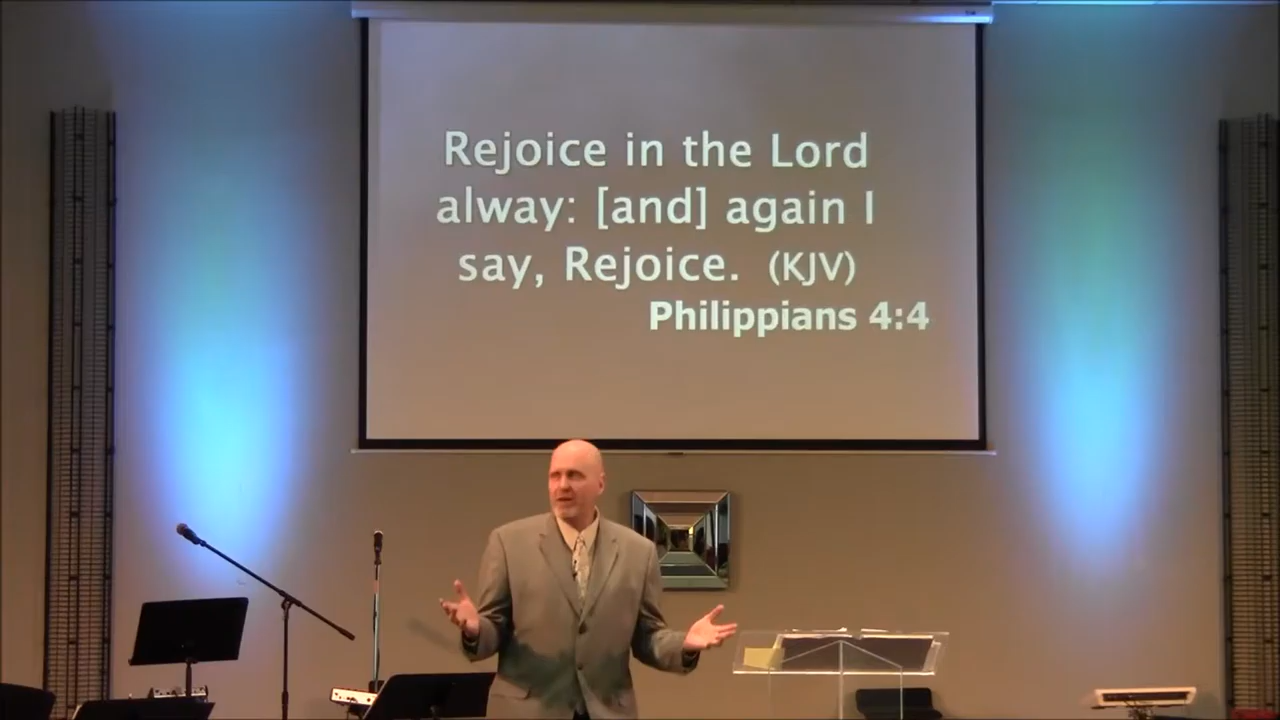 Rejoice in the Lord
alway: [and] again I
say, Rejoice. (KJV)
Philippians 4:4